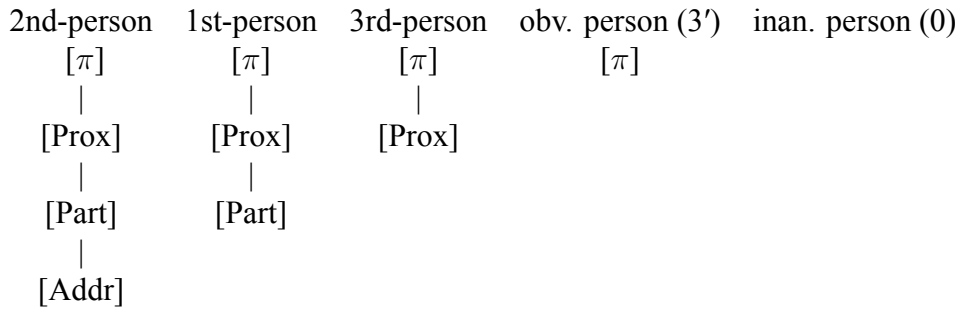 2nd-person 1st-person 3rd-person obv. person (3′) inan. person (0)
[π] [π] [π] [π]
| | |
[Prox] [Prox] [Prox]
| |
[Part] [Part]
|
[Addr]